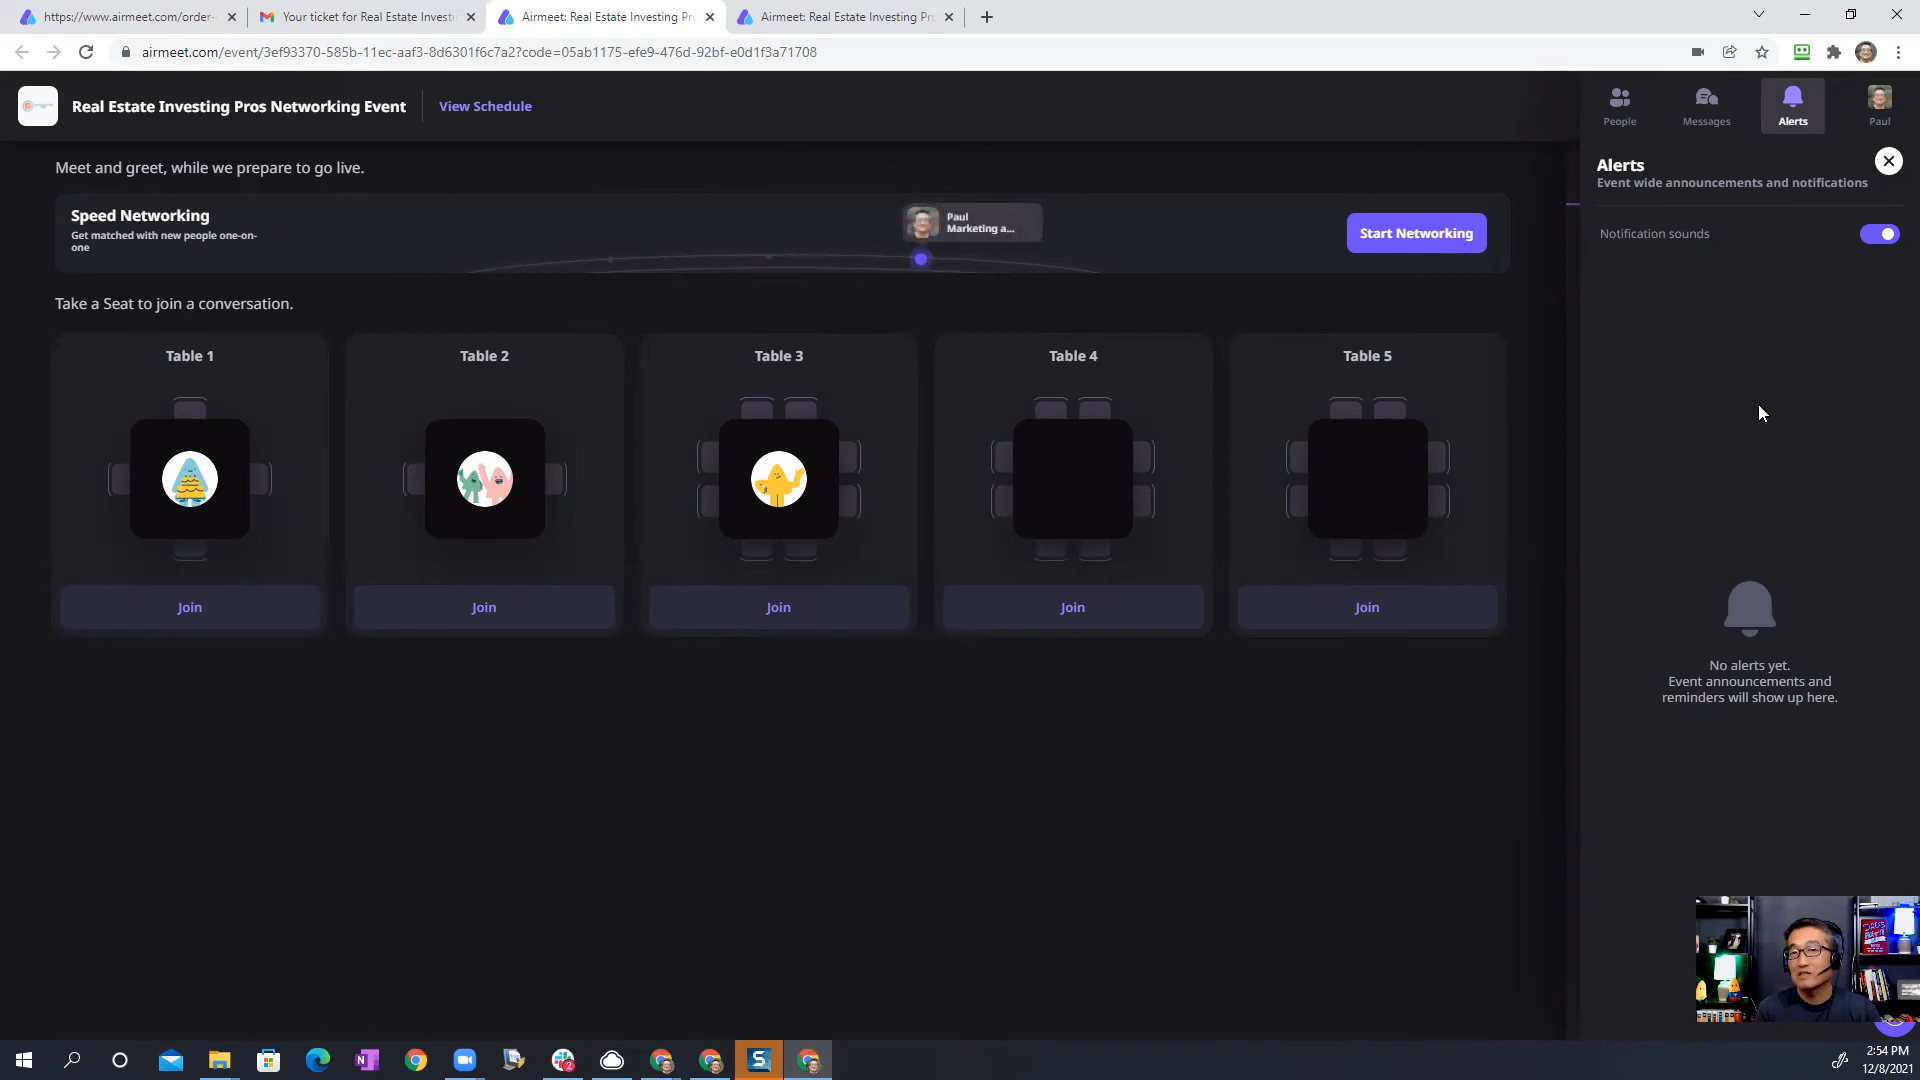 https://www.airmeet.com/order-
Your ticket for Real Estate Investi
Airmeet: Real Estate Investing Pr
Airmeet: Real Estate Investing Pr
airmeet.com/event/3ef93370-585b-11ec-aaf3-8d6301f6c7a2?code=05ab1175-efe9-476d-92bf-e0d1f3a71708
Real Estate Investing Pros Networking Event
View Schedule
People
Messages
Alerts
Paul
Meet and greet, while we prepare to go live.
Alerts
Event wide announcements and notifications
Speed Networking
Get matched with new people one-on-
one
Paul
Marketing a...
Start Networking
Notification sounds
Take a Seat to join a conversation.
Table 1
Table 2
Table 3
Table 4
Table 5
Join
Join
Join
Join
Join
No alerts yet.
Event announcements and
reminders will show up here.
DAD'S
N
S
2
2:54 PM
12/8/2021